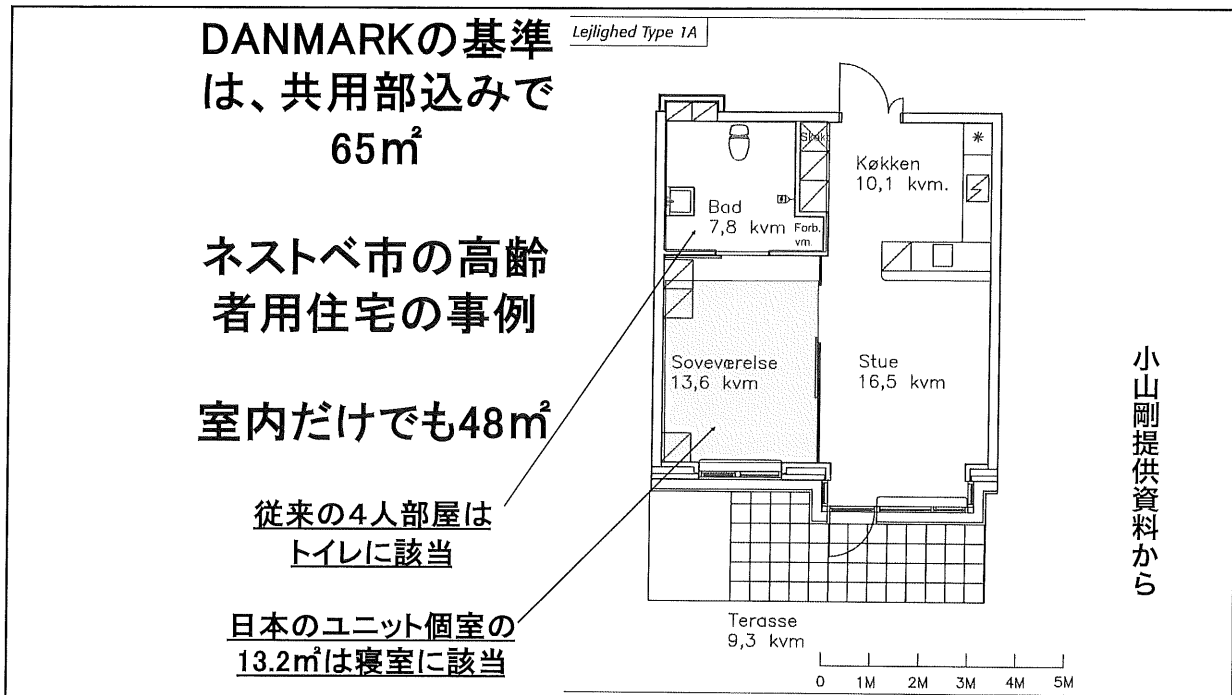 DANMARKの基準
は、共用部込みで
65㎡
ネストベ市の高齢
者用住宅の事例
室内だけでも48㎡
従来の4人部屋は
トイレに該当
日本のユニット個室の
13.2㎡は寝室に該当
Lejlighed Type 1A
Køkken
10,1 kvm.
Bad
7,8 kvm
Forb.
vm.
Soveværelse
13,6 kvm
Stue
16,5 kvm
Terasse
9,3 kvm
0 1M 2M 3M 4M 5M
小山剛提供資料から